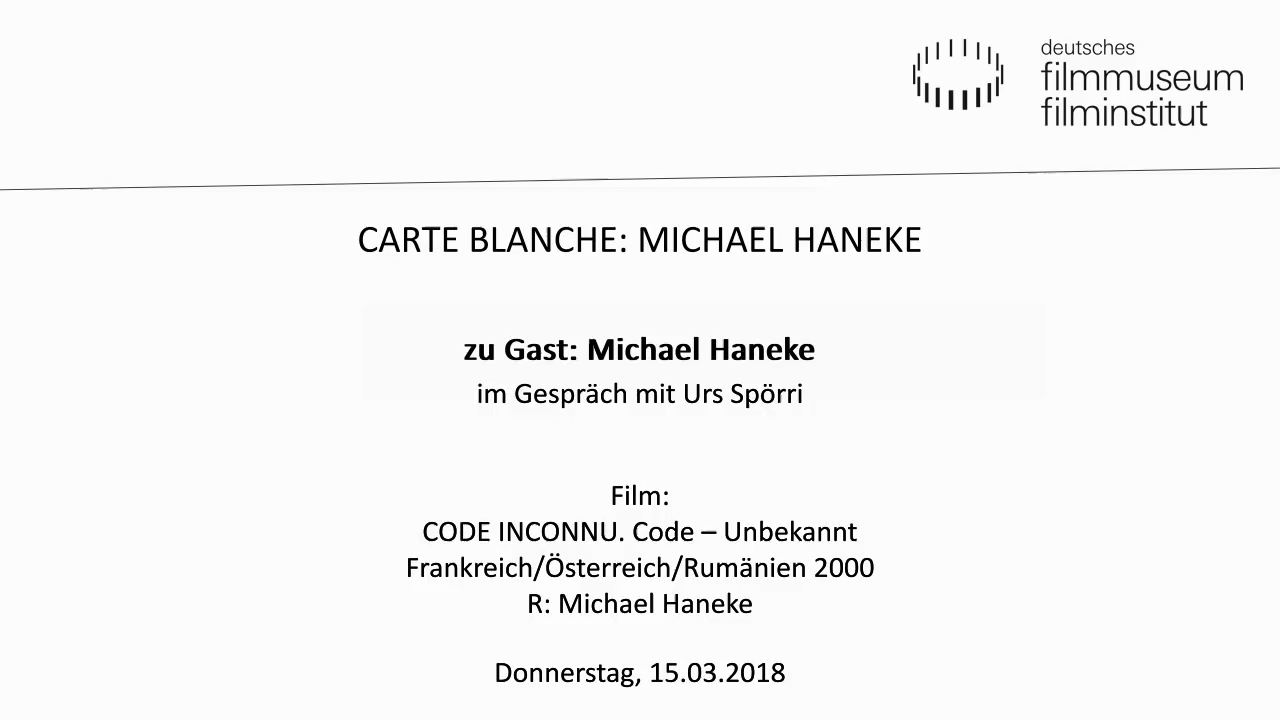 deutsches
filmmuseum
filminstitut
CARTE BLANCHE: MICHAEL HANEKE
zu Gast: Michael Haneke
im Gespräch mit Urs Spörri
Film:
CODE INCONNU. Code – Unbekannt
Frankreich/Österreich/Rumänien 2000
R: Michael Haneke
Donnerstag, 15.03.2018